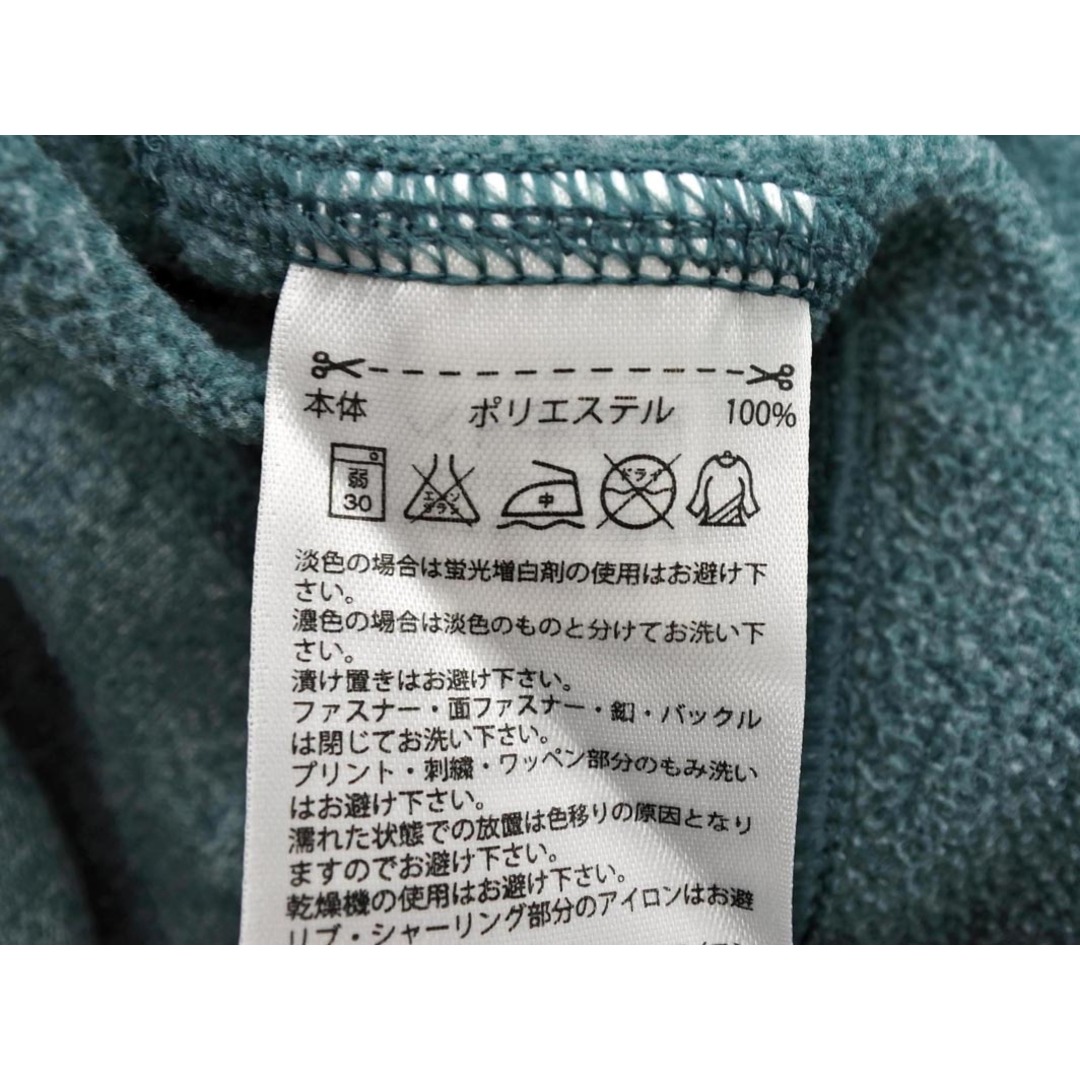 本体 ポリエステル 100%
弱 30 エンソ サラシ 中 ドライ
淡色の場合は蛍光増白剤の使用はお避け下
さい。
濃色の場合は淡色のものと分けてお洗い下
さい。
漬け置きはお避け下さい。
ファスナー・面ファスナー・釦・バックル
は閉じてお洗い下さい。
プリント・刺繍・ワッペン部分のもみ洗い
はお避け下さい。
濡れた状態での放置は色移りの原因となり
ますのでお避け下さい。
乾燥機の使用はお避け下さい。
リブ・シャーリング部分のアイロンはお避